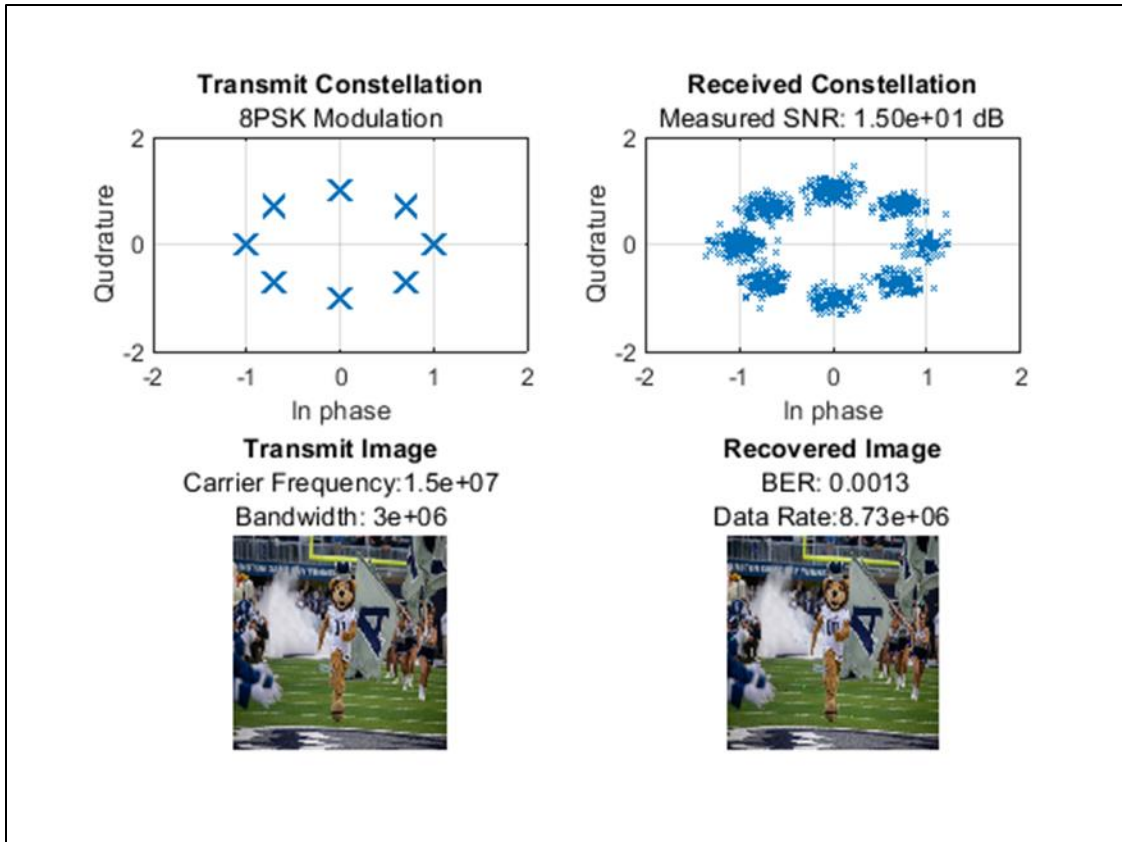 Transmit Constellation
8PSK Modulation
2
0
-2
-2 -1 0 1 2
Qudrature
In phase
Received Constellation
Measured SNR: 1.50e+01 dB
2
0
-2
-2 -1 0 1 2
Qudrature
In phase
Transmit Image
Carrier Frequency:1.5e+07
Bandwidth: 3e+06
Recovered Image
BER: 0.0013
Data Rate:8.73e+06